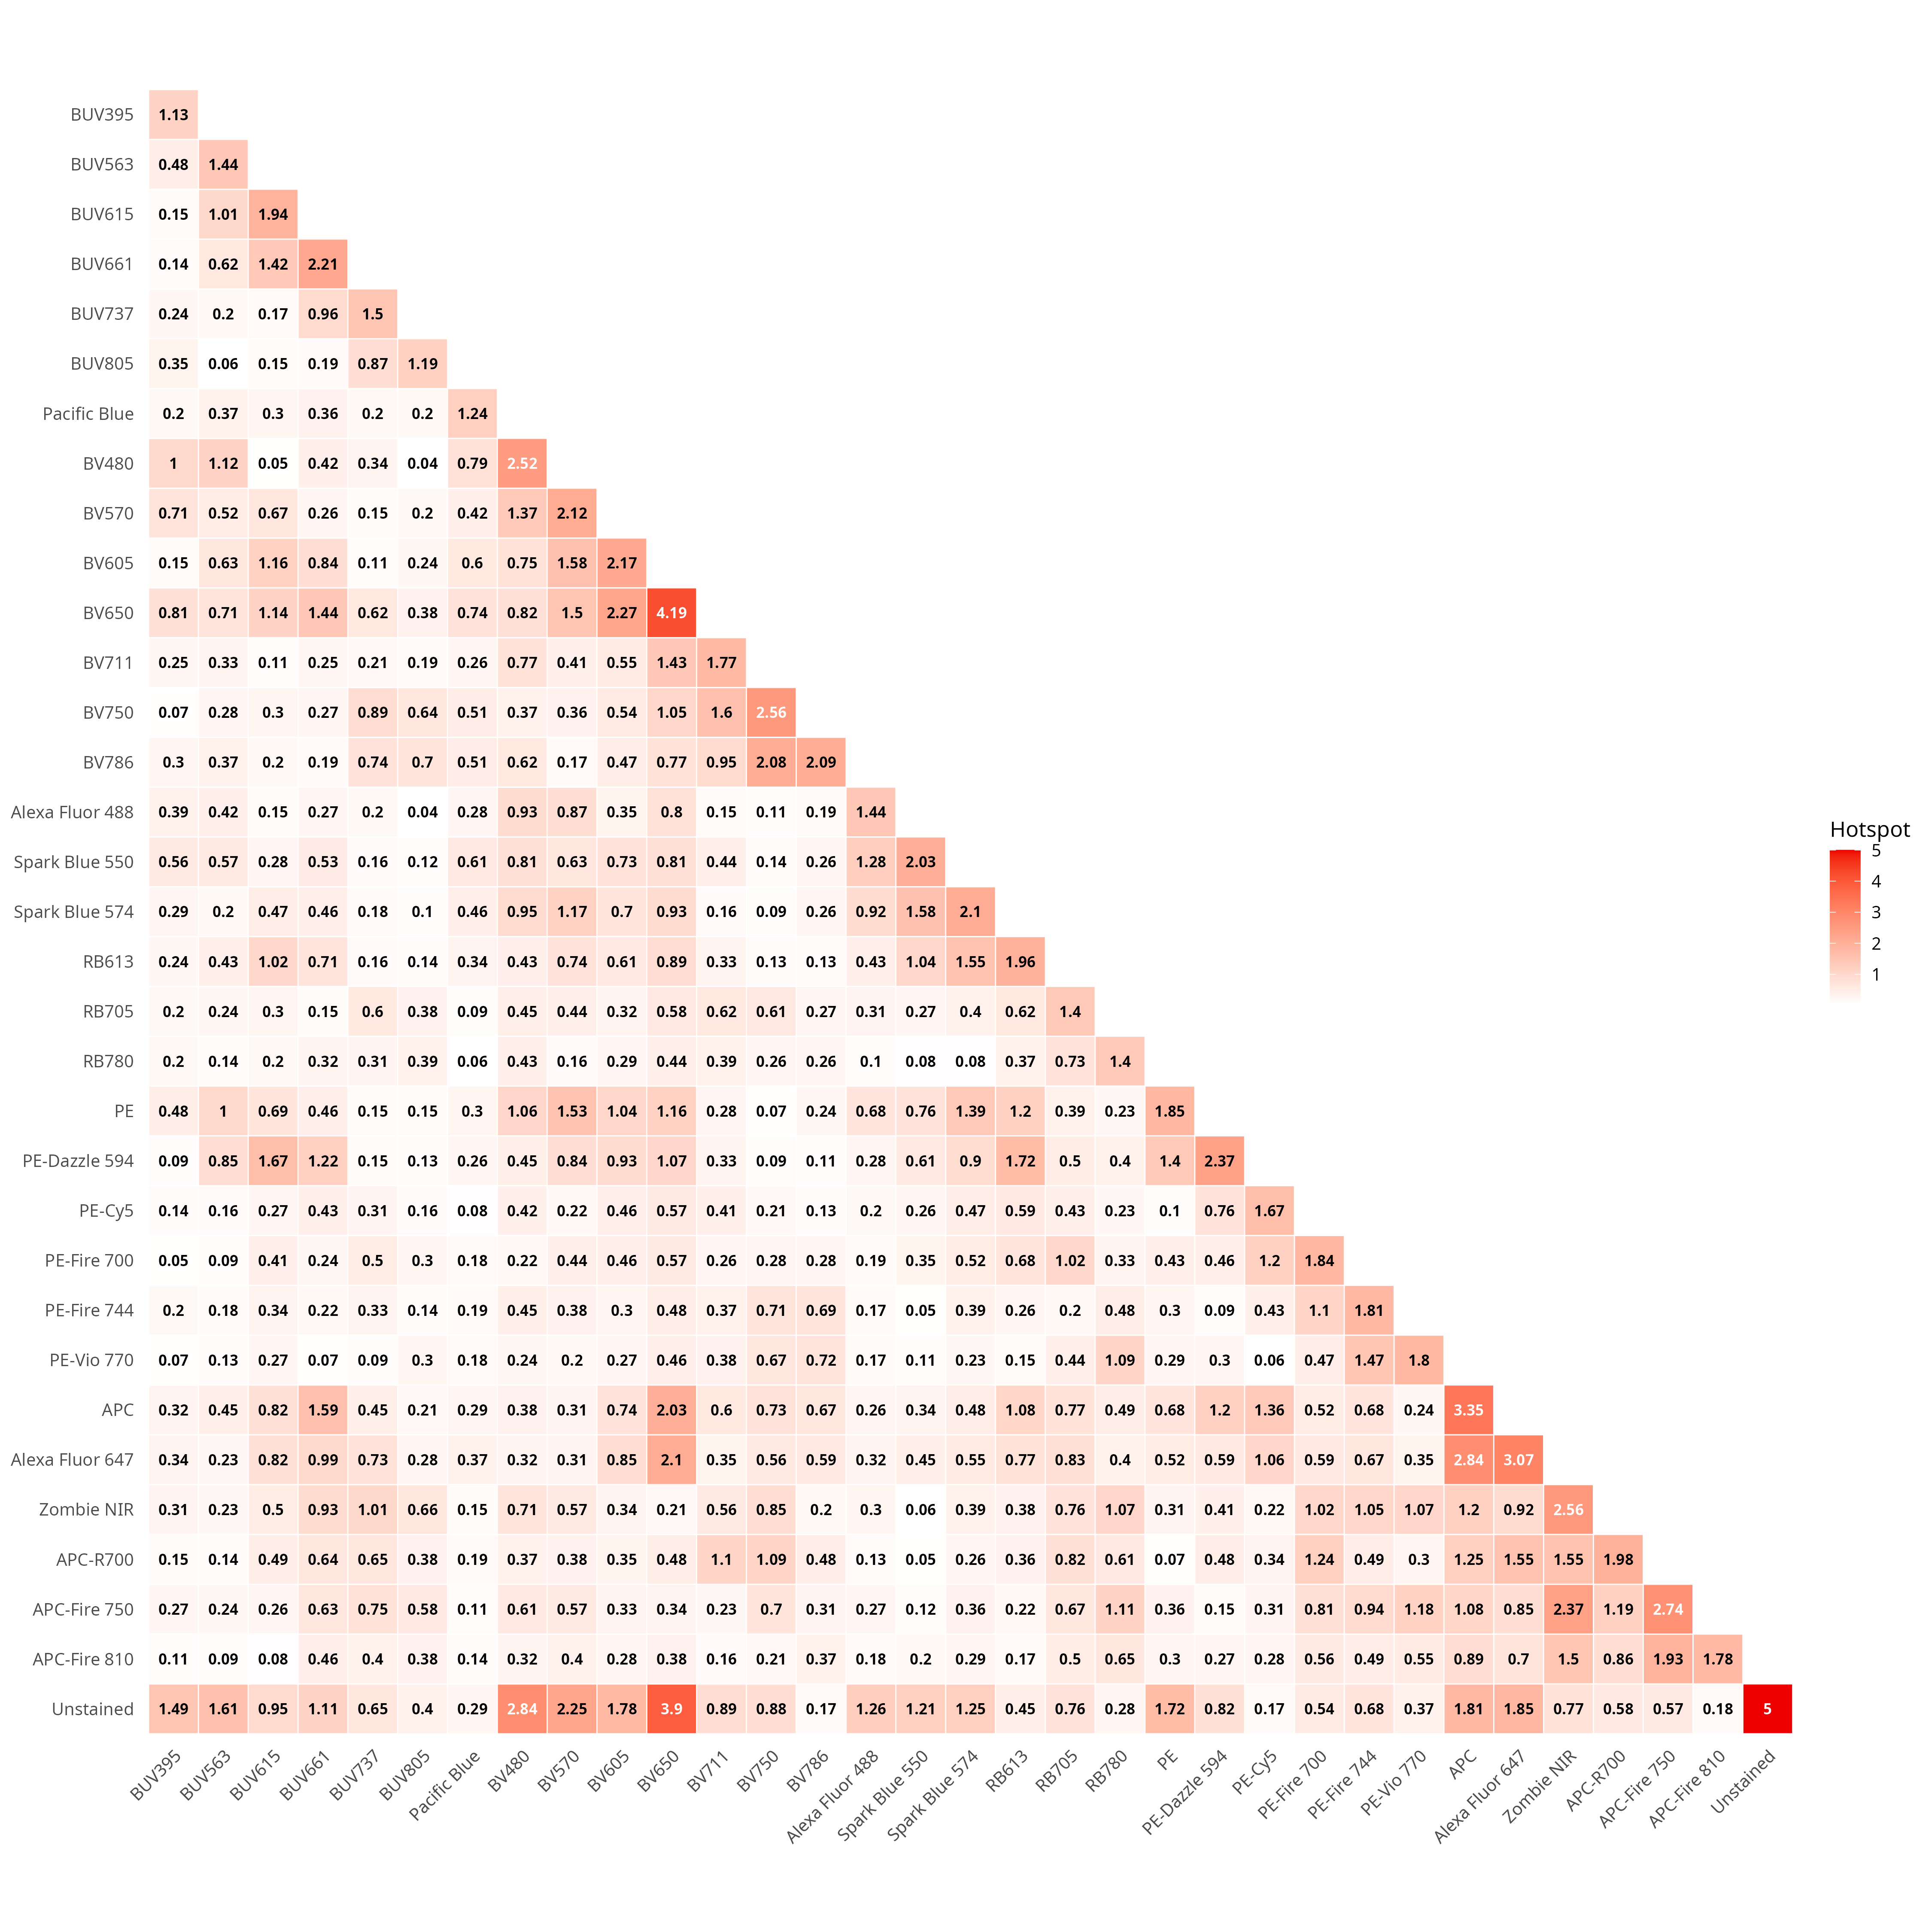 BUV395 1.13
BUV563 0.48 1.44
BUV615 0.15 1.01 1.94
BUV661 0.14 0.62 1.42 2.21
BUV737 0.24 0.2 0.17 0.96 1.5
BUV805 0.35 0.06 0.15 0.19 0.87 1.19
Pacific Blue 0.2 0.37 0.3 0.36 0.2 0.2 1.24
BV480 1 1.12 0.05 0.42 0.34 0.04 0.79 2.52
BV570 0.71 0.52 0.67 0.26 0.15 0.2 0.42 1.37 2.12
BV605 0.15 0.63 1.16 0.84 0.11 0.24 0.6 0.75 1.58 2.17
BV650 0.81 0.71 1.14 1.44 0.62 0.38 0.74 0.82 1.5 2.27 4.19
BV711 0.25 0.33 0.11 0.25 0.21 0.19 0.26 0.77 0.41 0.55 1.43 1.77
BV750 0.07 0.28 0.3 0.27 0.89 0.64 0.51 0.37 0.36 0.54 1.05 1.6 2.56
BV786 0.3 0.37 0.2 0.19 0.74 0.7 0.51 0.62 0.17 0.47 0.77 0.95 2.08 2.09
Alexa Fluor 488 0.39 0.42 0.15 0.27 0.2 0.04 0.28 0.93 0.87 0.35 0.8 0.15 0.11 0.19 1.44
Spark Blue 550 0.56 0.57 0.28 0.53 0.16 0.12 0.61 0.81 0.63 0.73 0.81 0.44 0.14 0.26 1.28 2.03
Spark Blue 574 0.29 0.2 0.47 0.46 0.18 0.1 0.46 0.95 1.17 0.7 0.93 0.16 0.09 0.26 0.92 1.58 2.1
RB613 0.24 0.43 1.02 0.71 0.16 0.14 0.34 0.43 0.74 0.61 0.89 0.33 0.13 0.13 0.43 1.04 1.55 1.96
RB705 0.2 0.24 0.3 0.15 0.6 0.38 0.09 0.45 0.44 0.32 0.58 0.62 0.61 0.27 0.31 0.27 0.4 0.62 1.4
RB780 0.2 0.14 0.2 0.32 0.31 0.39 0.06 0.43 0.16 0.29 0.44 0.39 0.26 0.26 0.1 0.08 0.08 0.37 0.73 1.4
PE 0.48 1 0.69 0.46 0.15 0.15 0.3 1.06 1.53 1.04 1.16 0.28 0.07 0.24 0.68 0.76 1.39 1.2 0.39 0.23 1.85
PE-Dazzle 594 0.09 0.85 1.67 1.22 0.15 0.13 0.26 0.45 0.84 0.93 1.07 0.33 0.09 0.11 0.28 0.61 0.9 1.72 0.5 0.4 1.4 2.37
PE-Cy5 0.14 0.16 0.27 0.43 0.31 0.16 0.08 0.42 0.22 0.46 0.57 0.41 0.21 0.13 0.2 0.26 0.47 0.59 0.43 0.23 0.1 0.76 1.67
PE-Fire 700 0.05 0.09 0.41 0.24 0.5 0.3 0.18 0.22 0.44 0.46 0.57 0.26 0.28 0.28 0.19 0.35 0.52 0.68 1.02 0.33 0.43 0.46 1.2 1.84
PE-Fire 744 0.2 0.18 0.34 0.22 0.33 0.14 0.19 0.45 0.38 0.3 0.48 0.37 0.71 0.69 0.17 0.05 0.39 0.26 0.2 0.48 0.3 0.09 0.43 1.1 1.81
PE-Vio 770 0.07 0.13 0.27 0.07 0.09 0.3 0.18 0.24 0.2 0.27 0.46 0.38 0.67 0.72 0.17 0.11 0.23 0.15 0.44 1.09 0.29 0.3 0.06 0.47 1.47 1.8
APC 0.32 0.45 0.82 1.59 0.45 0.21 0.29 0.38 0.31 0.74 2.03 0.6 0.73 0.67 0.26 0.34 0.48 1.08 0.77 0.49 0.68 1.2 1.36 0.52 0.68 0.24 3.35
Alexa Fluor 647 0.34 0.23 0.82 0.99 0.73 0.28 0.37 0.32 0.31 0.85 2.1 0.35 0.56 0.59 0.32 0.45 0.55 0.77 0.83 0.4 0.52 0.59 1.06 0.59 0.67 0.35 2.84 3.07
Zombie NIR 0.31 0.23 0.5 0.93 1.01 0.66 0.15 0.71 0.57 0.34 0.21 0.56 0.85 0.2 0.3 0.06 0.39 0.38 0.76 1.07 0.31 0.41 0.22 1.02 1.05 1.07 1.2 0.92 2.56
APC-R700 0.15 0.14 0.49 0.64 0.65 0.38 0.19 0.37 0.38 0.35 0.48 1.1 1.09 0.48 0.13 0.05 0.26 0.36 0.82 0.61 0.07 0.48 0.34 1.24 0.49 0.3 1.25 1.55 1.55 1.98
APC-Fire 750 0.27 0.24 0.26 0.63 0.75 0.58 0.11 0.61 0.57 0.33 0.34 0.23 0.7 0.31 0.27 0.12 0.36 0.22 0.67 1.11 0.36 0.15 0.31 0.81 0.94 1.18 1.08 0.85 2.37 1.19 2.74
APC-Fire 810 0.11 0.09 0.08 0.46 0.4 0.38 0.14 0.32 0.4 0.28 0.38 0.16 0.21 0.37 0.18 0.2 0.29 0.17 0.5 0.65 0.3 0.27 0.28 0.56 0.49 0.55 0.89 0.7 1.5 0.86 1.93 1.78
Unstained 1.49 1.61 0.95 1.11 0.65 0.4 0.29 2.84 2.25 1.78 3.9 0.89 0.88 0.17 1.26 1.21 1.25 0.45 0.76 0.28 1.72 0.82 0.17 0.54 0.68 0.37 1.81 1.85 0.77 0.58 0.57 0.18 5
BUV395 BUV563 BUV615 BUV661 BUV737 BUV805 Pacific Blue BV480 BV570 BV605 BV650 BV711 BV750 BV786 Alexa Fluor 488 Spark Blue 550 Spark Blue 574 RB613 RB705 RB780 PE PE-Dazzle 594 PE-Cy5 PE-Fire 700 PE-Fire 744 PE-Vio 770 APC Alexa Fluor 647 Zombie NIR APC-R700 APC-Fire 750 APC-Fire 810 Unstained
Hotspot
5
4
3
2
1